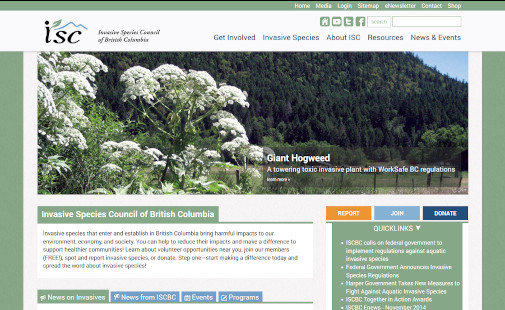 Home Media Login Sitemap eNewsletter Contact Shop
search
isc
Invasive Species Council
of British Columbia
Get Involved Invasive Species About ISC Resources News & Events
Giant Hogweed
A towering toxic invasive plant with WorkSafe BC regulations
learn more »
Invasive Species Council of British Columbia
Invasive species that enter and establish in British Columbia bring harmful impacts to our
environment, economy, and society. You can help to reduce their impacts and make a difference to
support healthier communities! Learn about volunteer opportunities near you, join our members
(FREE!), spot and report invasive species, or donate. Step one—start making a difference today and
spread the word about invasive species!
REPORT JOIN DONATE
QUICKLINKS ▼
ISCBC calls on federal government to
implement regulations against aquatic
invasive species
Federal Government Announces Invasive
Species Regulations
Harper Government Takes New Measures to
Fight Against Aquatic Invasive Species
ISCBC Together in Action Awards
ISCBC Enews - November 2014
News on Invasives News from ISCBC Events Programs